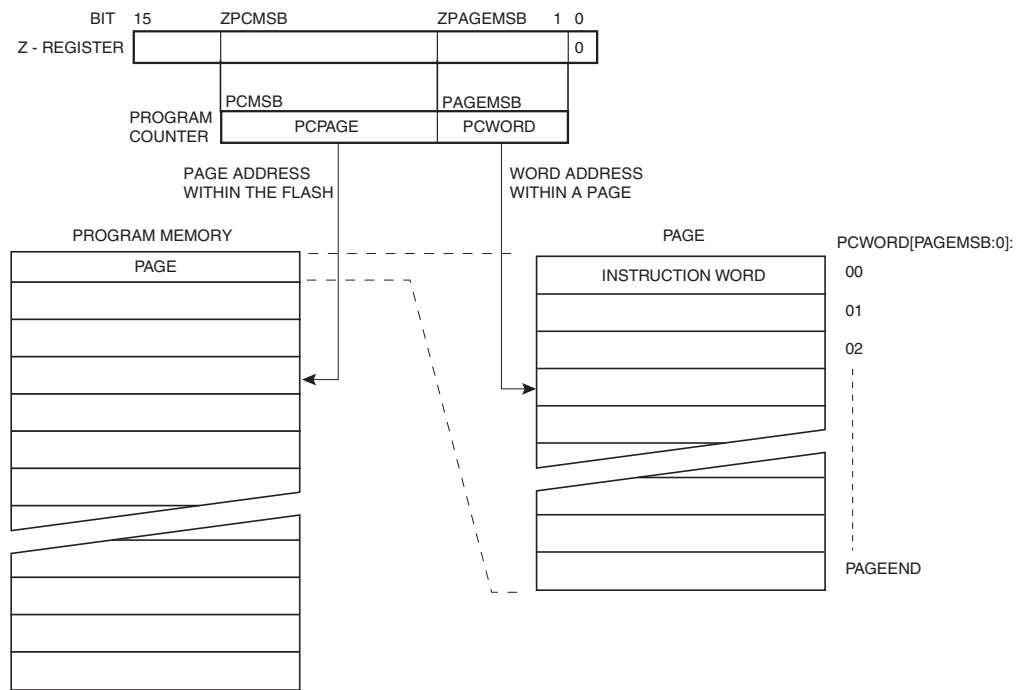 BIT 15 ZPCMSB ZPAGEMSB 1 0
Z - REGISTER 0
PCMSB PAGEMSB
PROGRAM
COUNTER
PCPAGE PCWORD
PAGE ADDRESS
WITHIN THE FLASH
WORD ADDRESS
WITHIN A PAGE
PROGRAM MEMORY
PAGE
PAGE
PCWORD[PAGEMSB:0]:
INSTRUCTION WORD 00
01
02
PAGEEND